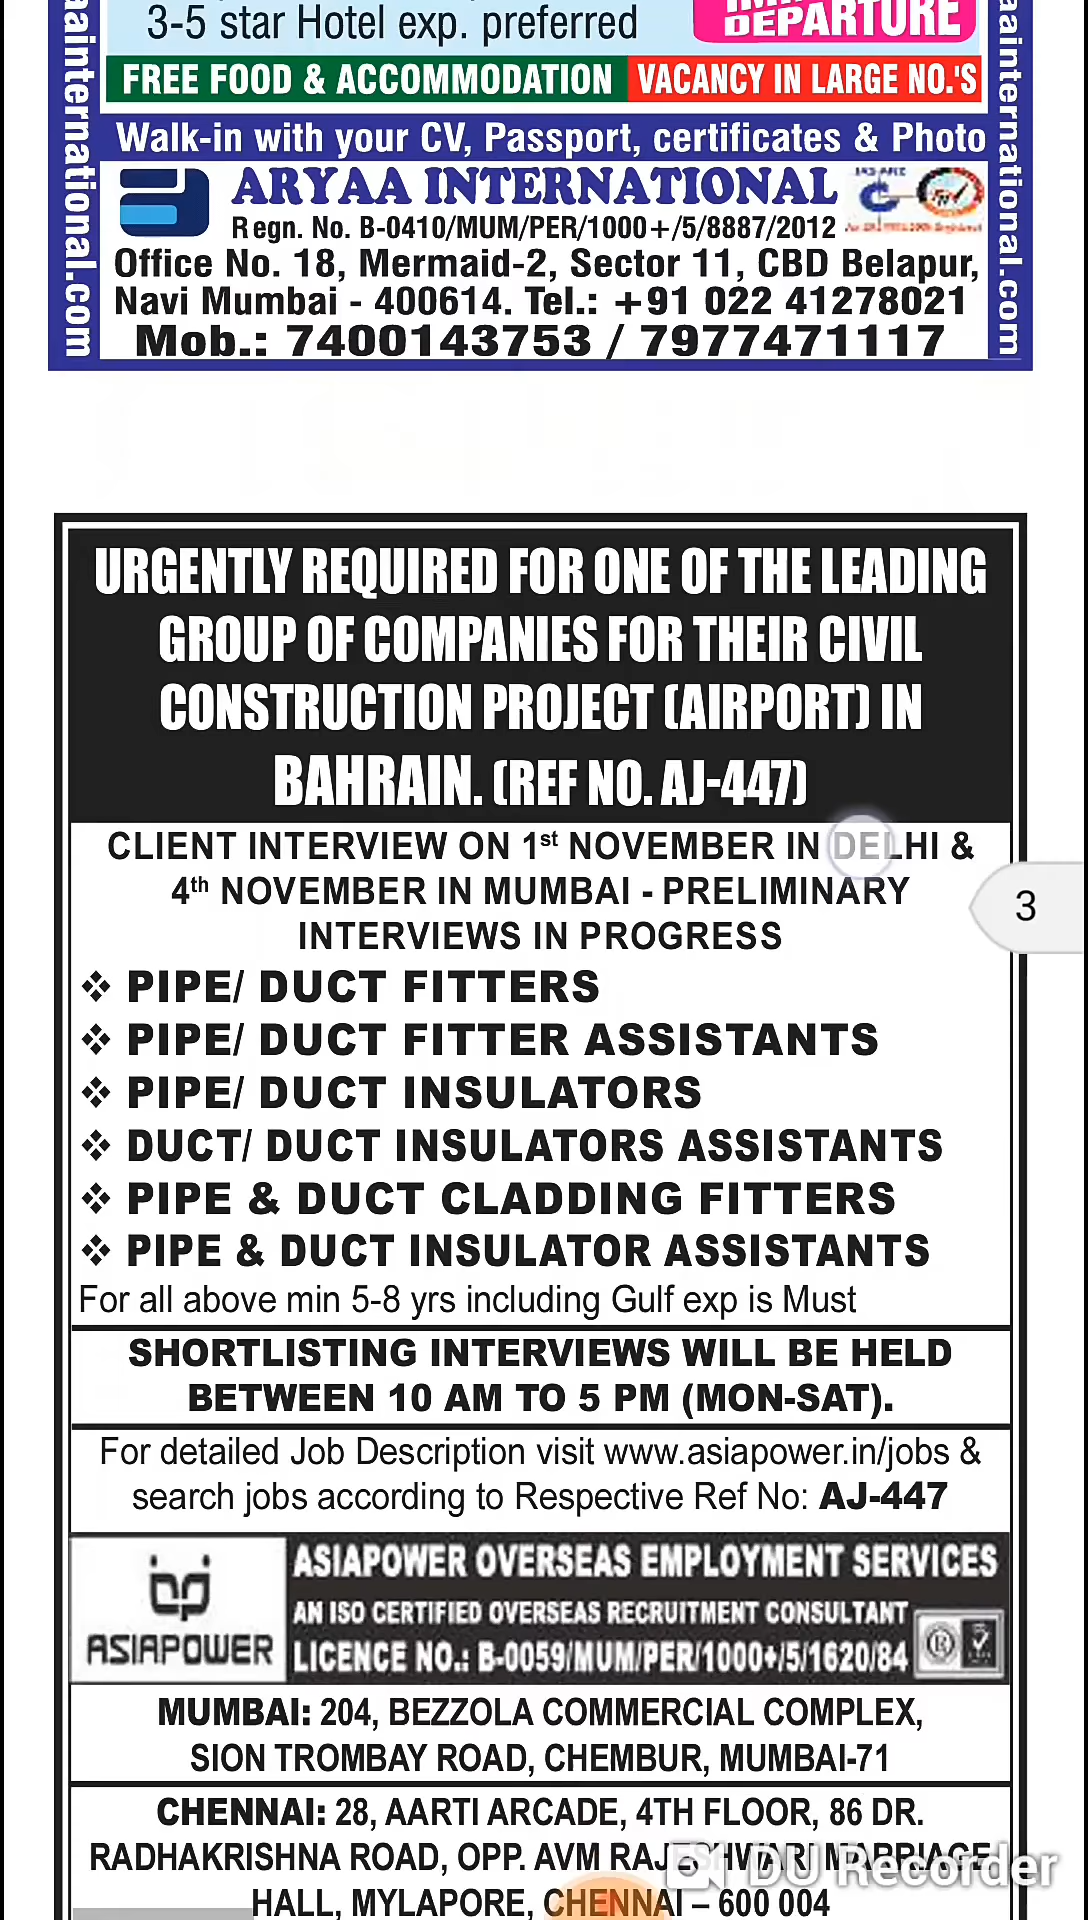 3-5 star Hotel exp. preferred
DEPARTURE
FREE FOOD & ACCOMMODATION VACANCY IN LARGE NO.'S
Walk-in with your CV, Passport, certificates & Photo
ARYAA INTERNATIONAL
Regn. No. B-0410/MUM/PER/1000+/5/8887/2012
Office No. 18, Mermaid-2, Sector 11, CBD Belapur,
Navi Mumbai - 400614. Tel.: +91 022 41278021
Mob.: 7400143753 / 7977471117
aainternational.com
aainternational.com
URGENTLY REQUIRED FOR ONE OF THE LEADING
GROUP OF COMPANIES FOR THEIR CIVIL
CONSTRUCTION PROJECT (AIRPORT) IN
BAHRAIN. (REF NO. AJ-447)
CLIENT INTERVIEW ON 1st NOVEMBER IN DELHI &
4th NOVEMBER IN MUMBAI - PRELIMINARY
INTERVIEWS IN PROGRESS
3
❖ PIPE/ DUCT FITTERS
❖ PIPE/ DUCT FITTER ASSISTANTS
❖ PIPE/ DUCT INSULATORS
❖ DUCT/ DUCT INSULATORS ASSISTANTS
❖ PIPE & DUCT CLADDING FITTERS
❖ PIPE & DUCT INSULATOR ASSISTANTS
For all above min 5-8 yrs including Gulf exp is Must
SHORTLISTING INTERVIEWS WILL BE HELD
BETWEEN 10 AM TO 5 PM (MON-SAT).
For detailed Job Description visit www.asiapower.in/jobs &
search jobs according to Respective Ref No: AJ-447
ASIAPOWER
ASIAPOWER OVERSEAS EMPLOYMENT SERVICES
AN ISO CERTIFIED OVERSEAS RECRUITMENT CONSULTANT
LICENCE NO.: B-0059/MUM/PER/1000+/5/1620/84
MUMBAI: 204, BEZZOLA COMMERCIAL COMPLEX,
SION TROMBAY ROAD, CHEMBUR, MUMBAI-71
CHENNAI: 28, AARTI ARCADE, 4TH FLOOR, 86 DR.
RADHAKRISHNA ROAD, OPP. AVM RAJESHWARI MARRIAGE
HALL, MYLAPORE, CHENNAI – 600 004
DU Recorder